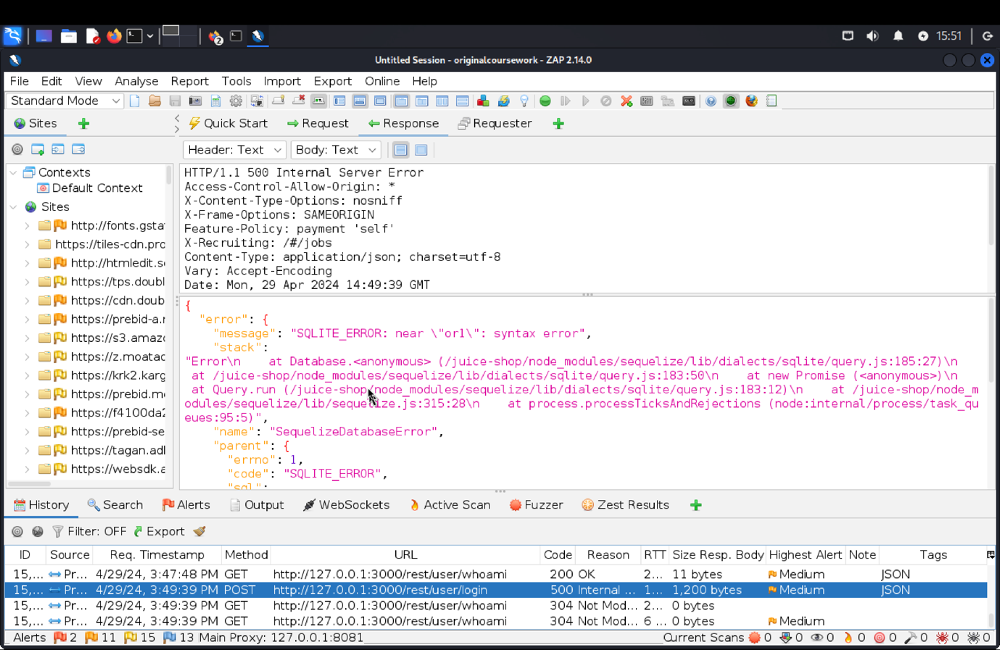 15:51
Untitled Session - originalcoursework - ZAP 2.14.0
File Edit View Analyse Report Tools Import Export Online Help
Standard Mode
Sites
Quick Start Request Response Requester
Header: Text Body: Text
Contexts
Default Context
Sites
http://fonts.gsta
https://tiles-cdn.pro
http://htmledit.s
https://tps.doubl
https://cdn.doub
https://prebid-a.r
https://s3.amazo
https://z.moatad
https://krk2.karg
https://prebid.m
https://f4100da2
https://prebid-se
https://tagan.adl
https://websdk.a
HTTP/1.1 500 Internal Server Error
Access-Control-Allow-Origin: *
X-Content-Type-Options: nosniff
X-Frame-Options: SAMEORIGIN
Feature-Policy: payment 'self'
X-Recruiting: /#/jobs
Content-Type: application/json; charset=utf-8
Vary: Accept-Encoding
Date: Mon, 29 Apr 2024 14:49:39 GMT
{
"error": {
"message": "SQLITE_ERROR: near \"or1\": syntax error",
"stack":
"Error\n    at Database.<anonymous> (/juice-shop/node_modules/sequelize/lib/dialects/sqlite/query.js:185:27)\n
at /juice-shop/node_modules/sequelize/lib/dialects/sqlite/query.js:183:50\n    at new Promise (<anonymous>)\n
at Query.run (/juice-shop/node_modules/sequelize/lib/dialects/sqlite/query.js:183:12)\n    at /juice-shop/node_m
odules/sequelize/lib/sequelize.js:315:28\n    at process.processTicksAndRejections (node:internal/process/task_qu
eues:95:5)",
"name": "SequelizeDatabaseError",
"parent": {
"errno": 1,
"code": "SQLITE_ERROR",
"sql":
History Search Alerts Output WebSockets Active Scan Fuzzer Zest Results
Filter: OFF Export
ID Source Req. Timestamp Method URL Code Reason RTT Size Resp. Body Highest Alert Note Tags
15,... Pr... 4/29/24, 3:47:48 PM GET http://127.0.0.1:3000/rest/user/whoami 200 OK 2... 11 bytes Medium JSON
15,... Pr... 4/29/24, 3:49:39 PM POST http://127.0.0.1:3000/rest/user/login 500 Internal ... 1... 1,200 bytes Medium JSON
15,... Pr... 4/29/24, 3:49:39 PM GET http://127.0.0.1:3000/rest/user/whoami 304 Not Mod... 2... 0 bytes
15,... Pr... 4/29/24, 3:49:39 PM GET http://127.0.0.1:3000/rest/user/whoami 304 Not Mod... 6 ... 0 bytes Medium
Alerts 2 11 15 13 Main Proxy: 127.0.0.1:8081 Current Scans 0 0 0 0 0 0 0 0